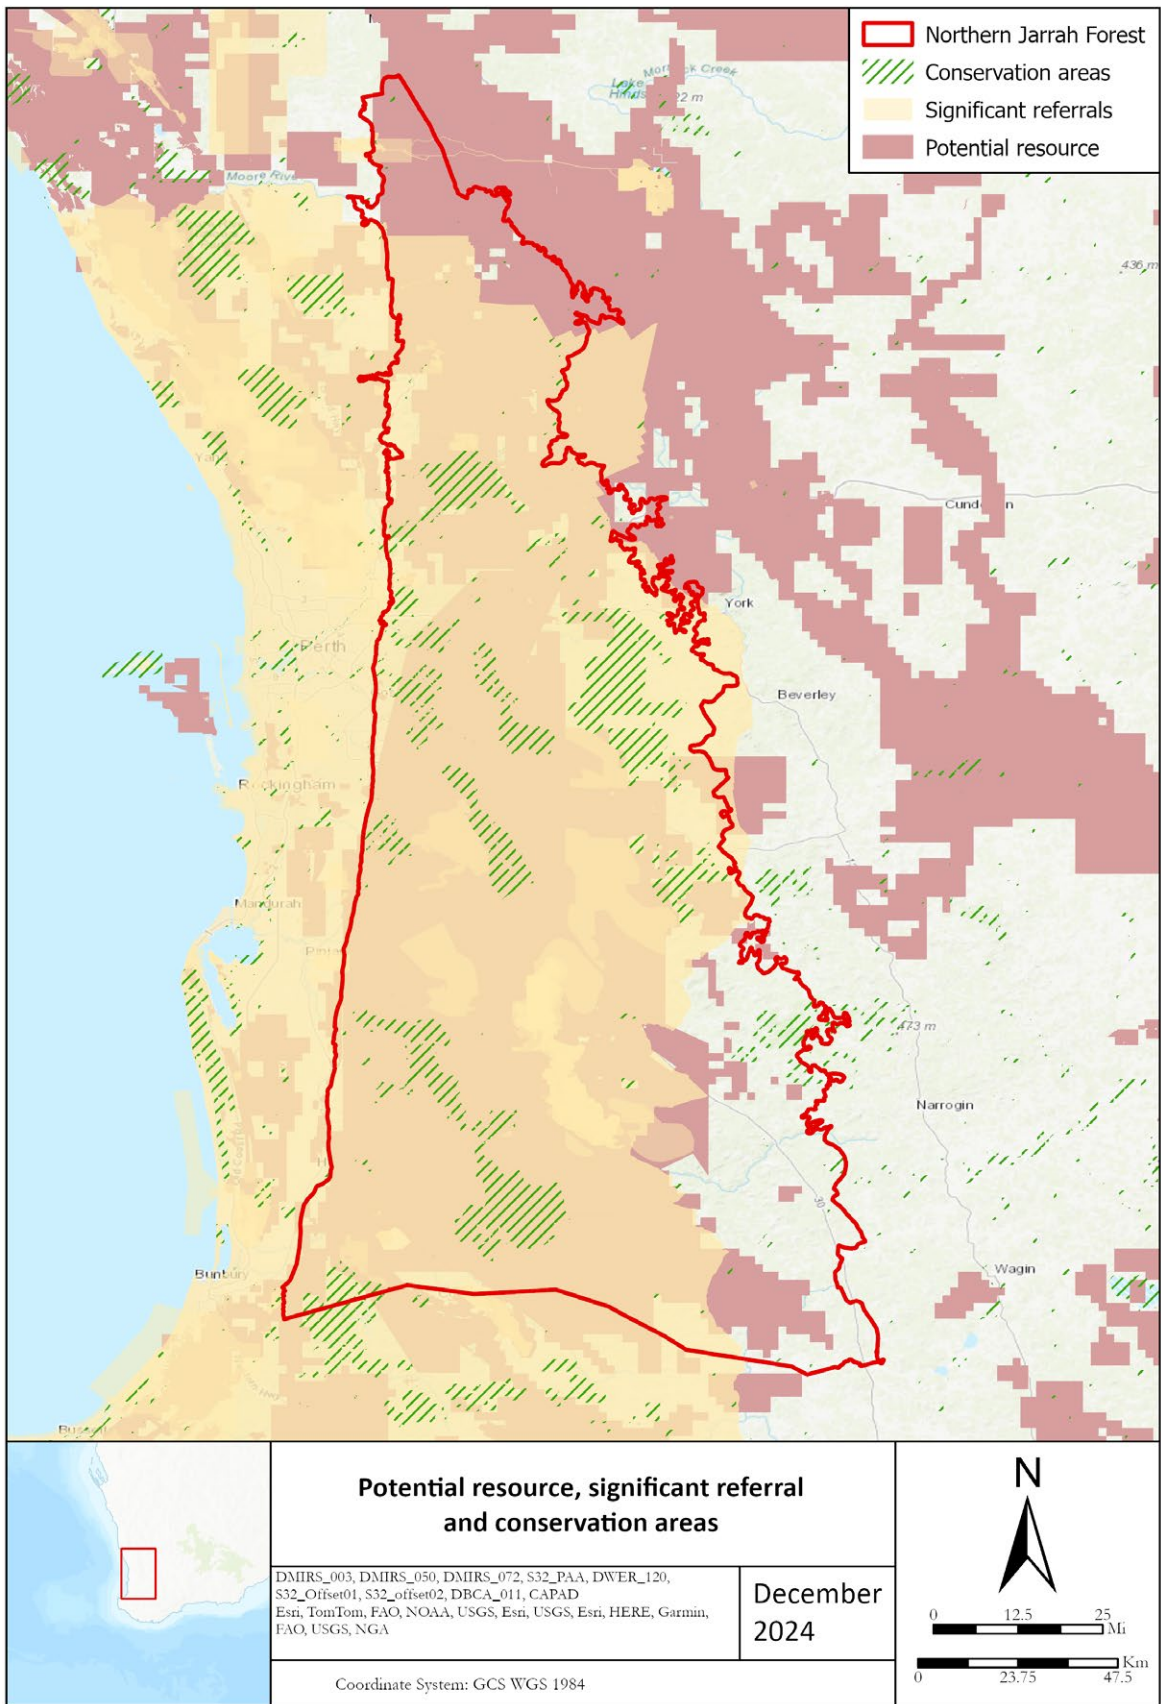 Northern Jarrah Forest
Conservation areas
Significant referrals
Potential resource
Moore River
436 m
York
Perth
Beverley
Rockingham
Mandurah
473 m
Narrogin
30
Wagin
Bunbury
Potential resource, significant referral
and conservation areas
DMIRS_003, DMIRS_050, DMIRS_072, S32_PAA, DWER_120,
S32_Offset01, S32_offset02, DBCA_011, CAPAD
Esri, TomTom, FAO, NOAA, USGS, Esri, USGS, Esri, HERE, Garmin,
FAO, USGS, NGA
December
2024
Coordinate System: GCS WGS 1984
N
0 12.5 25
Mi
Km
0 23.75 47.5